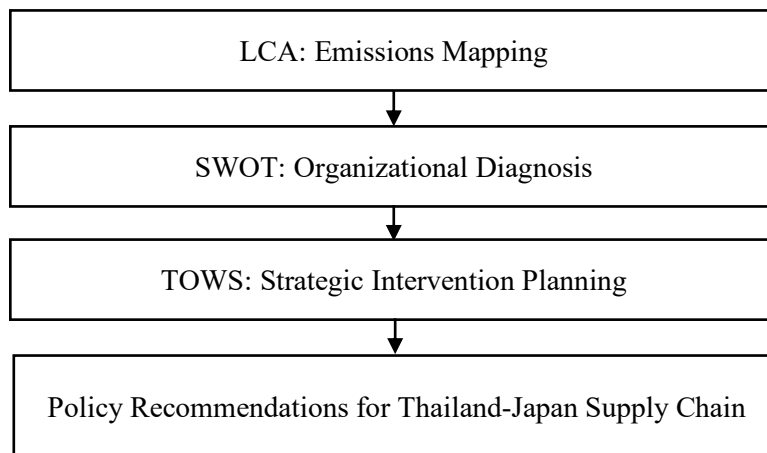 LCA: Emissions Mapping
SWOT: Organizational Diagnosis
TOWS: Strategic Intervention Planning
Policy Recommendations for Thailand-Japan Supply Chain